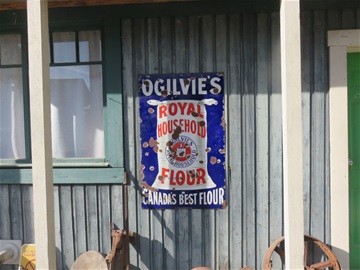 OGILVIE'S
ROYAL
HOUSEHOLD
FLOUR
CANADA'S BEST FLOUR